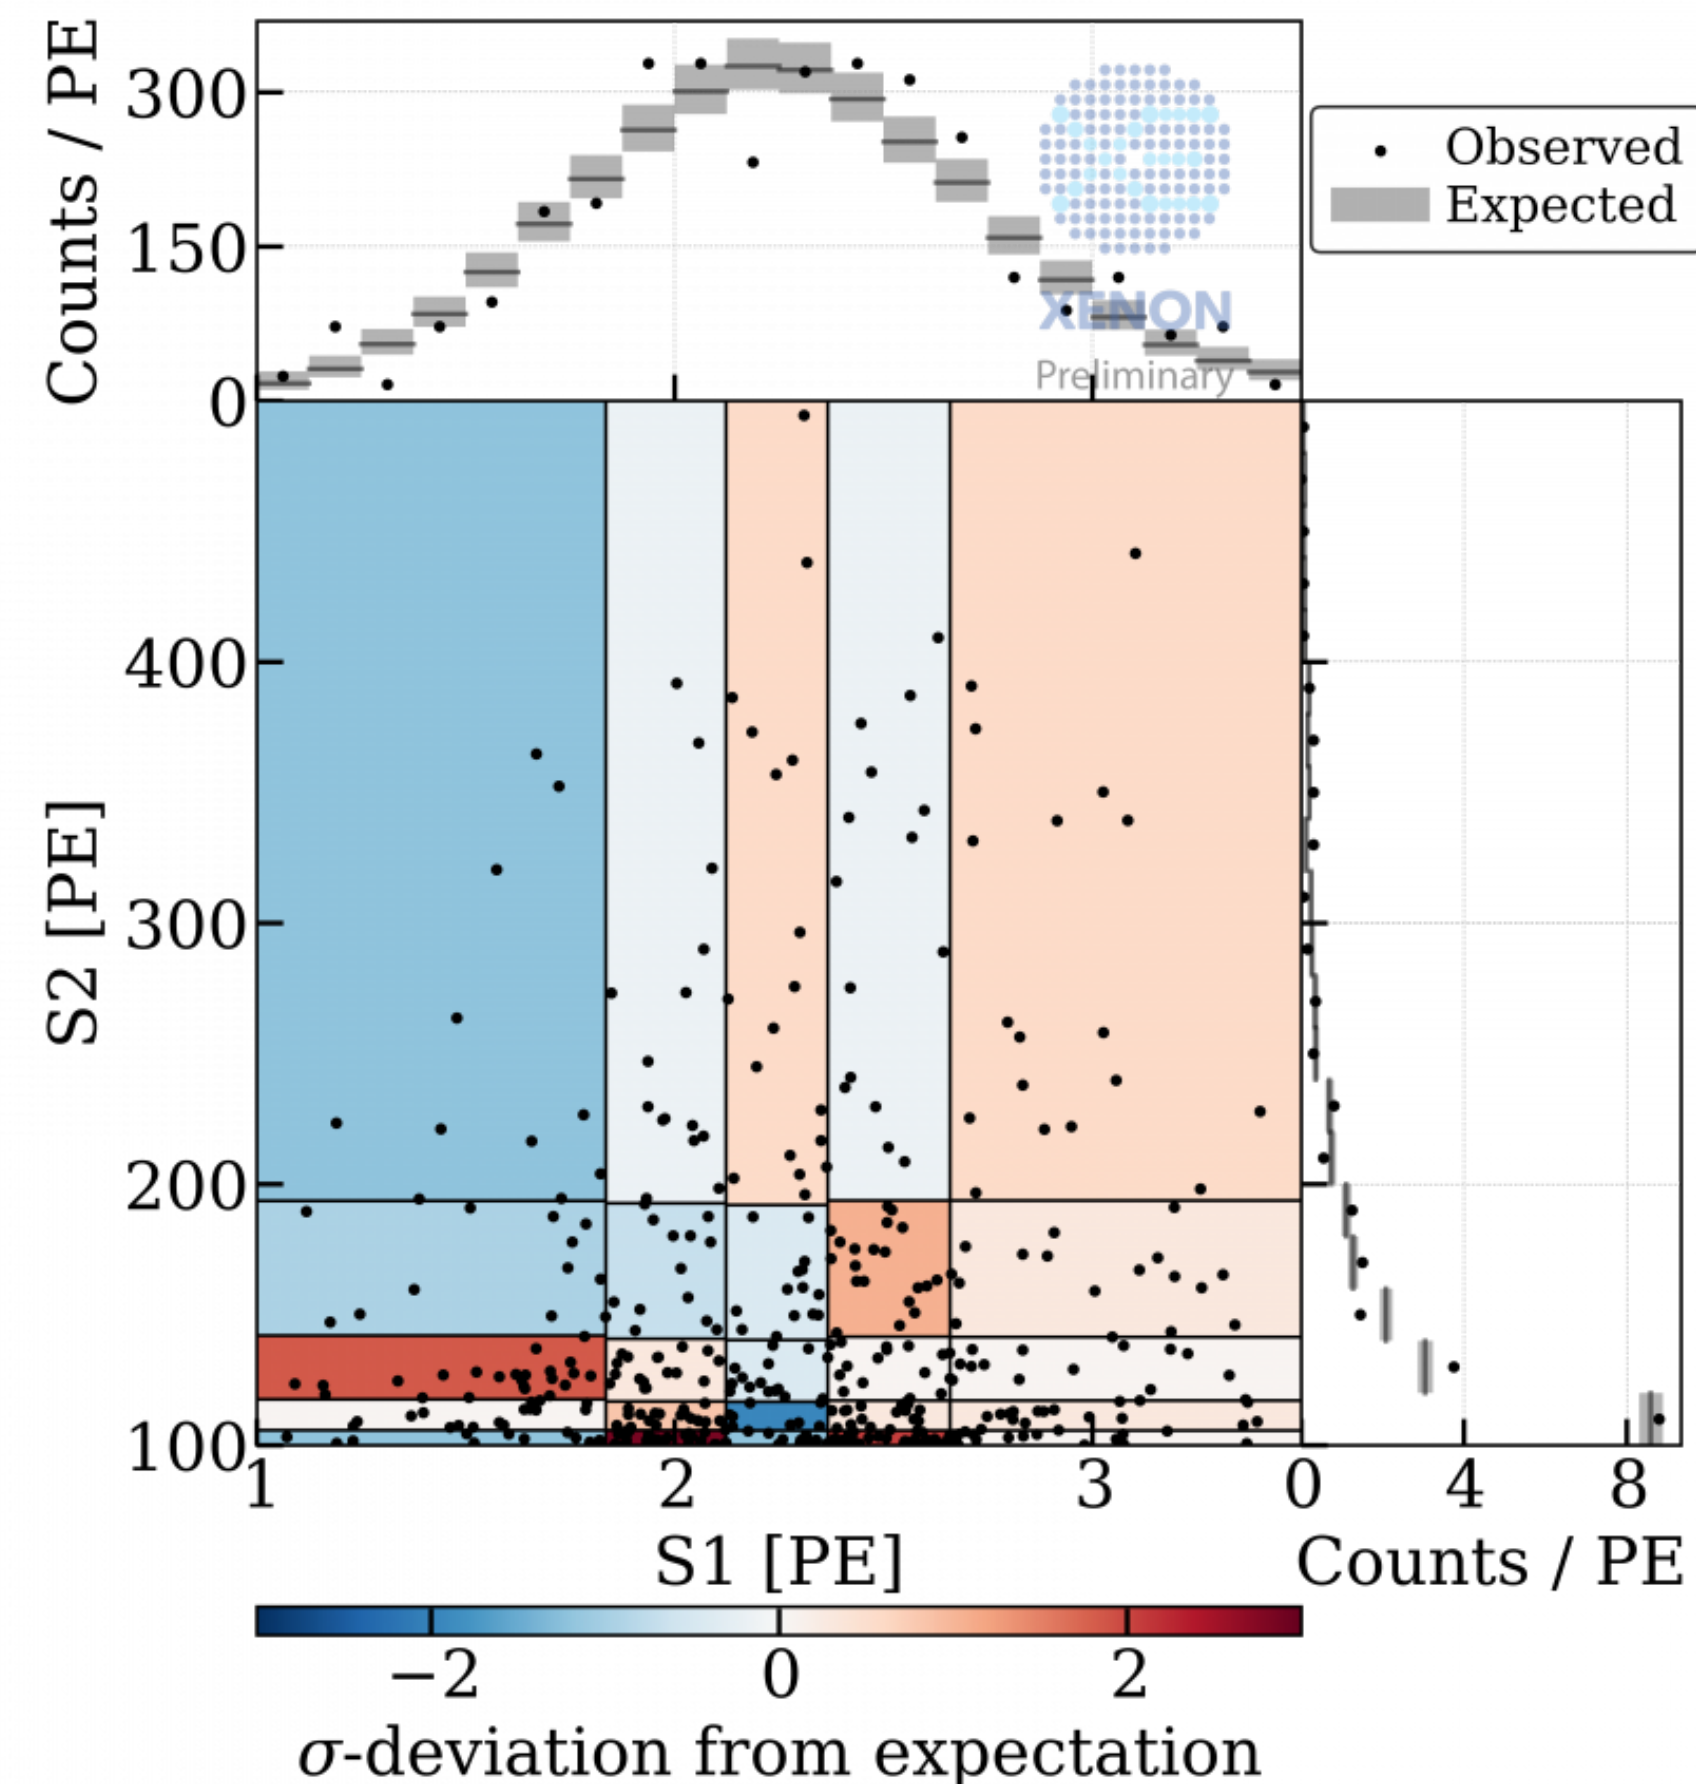 Counts / PE
300
150
0
Observed
Expected
XENON
Preliminary
S2 [PE]
400
300
200
100
1
2
3
0
4
8
S1 [PE]
Counts / PE
−2
0
2
σ-deviation from expectation